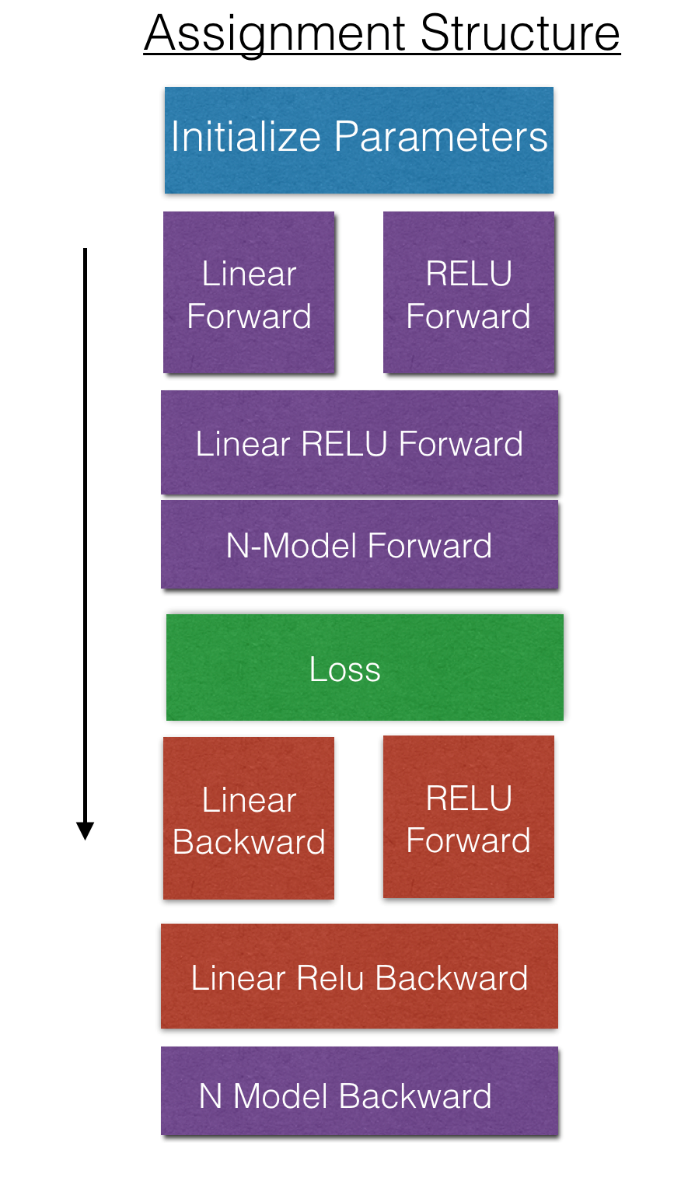 Assignment Structure
Initialize Parameters
Linear
Forward
RELU
Forward
Linear RELU Forward
N-Model Forward
Loss
Linear
Backward
RELU
Forward
Linear Relu Backward
N Model Backward